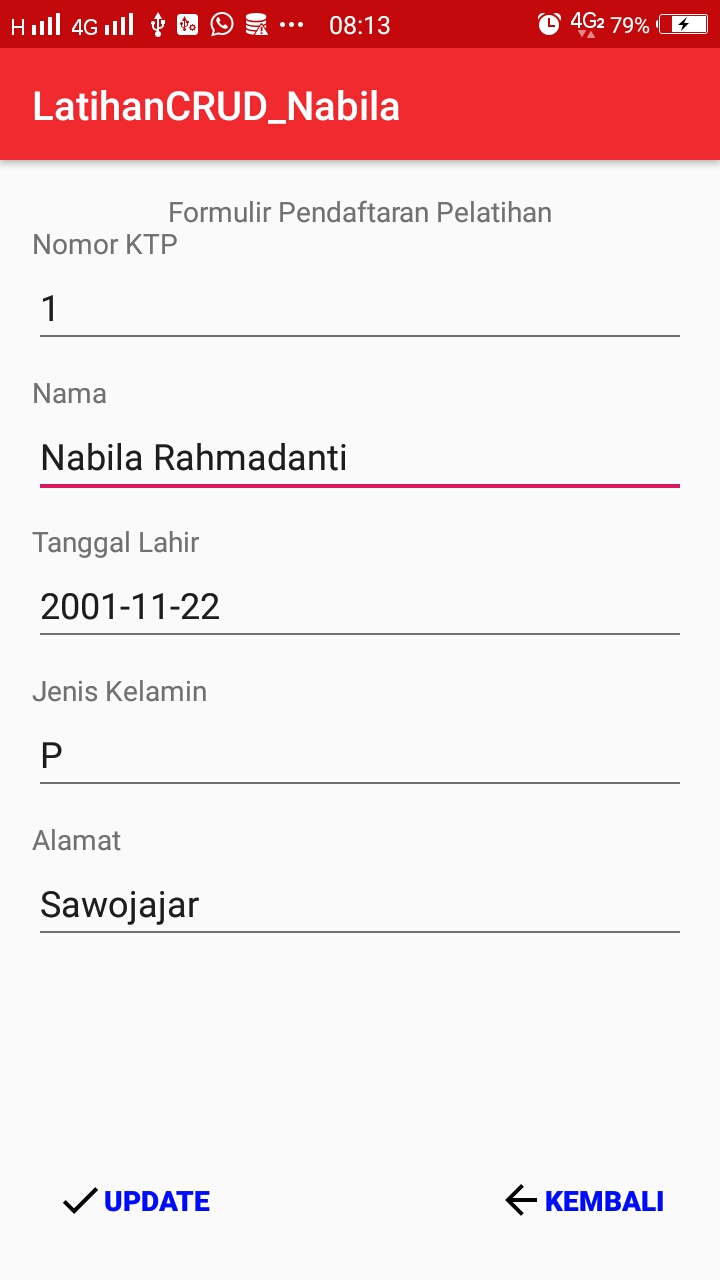 H 4G 08:13 4G2 79%
LatihanCRUD_Nabila
Formulir Pendaftaran Pelatihan
Nomor KTP
1
Nama
Nabila Rahmadanti
Tanggal Lahir
2001-11-22
Jenis Kelamin
P
Alamat
Sawojajar
UPDATE KEMBALI